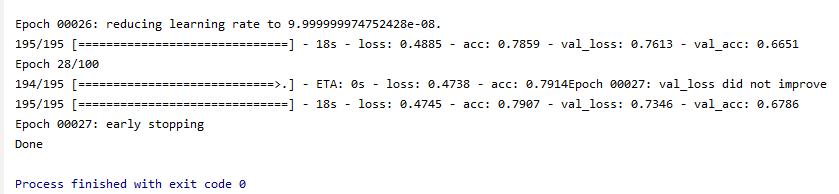 Epoch 00026: reducing learning rate to 9.999999974752428e-08.
195/195 [==============================] - 18s - loss: 0.4885 - acc: 0.7859 - val_loss: 0.7613 - val_acc: 0.6651
Epoch 28/100
194/195 [============================>.] - ETA: 0s - loss: 0.4738 - acc: 0.7914Epoch 00027: val_loss did not improve
195/195 [==============================] - 18s - loss: 0.4745 - acc: 0.7907 - val_loss: 0.7346 - val_acc: 0.6786
Epoch 00027: early stopping
Done
Process finished with exit code 0